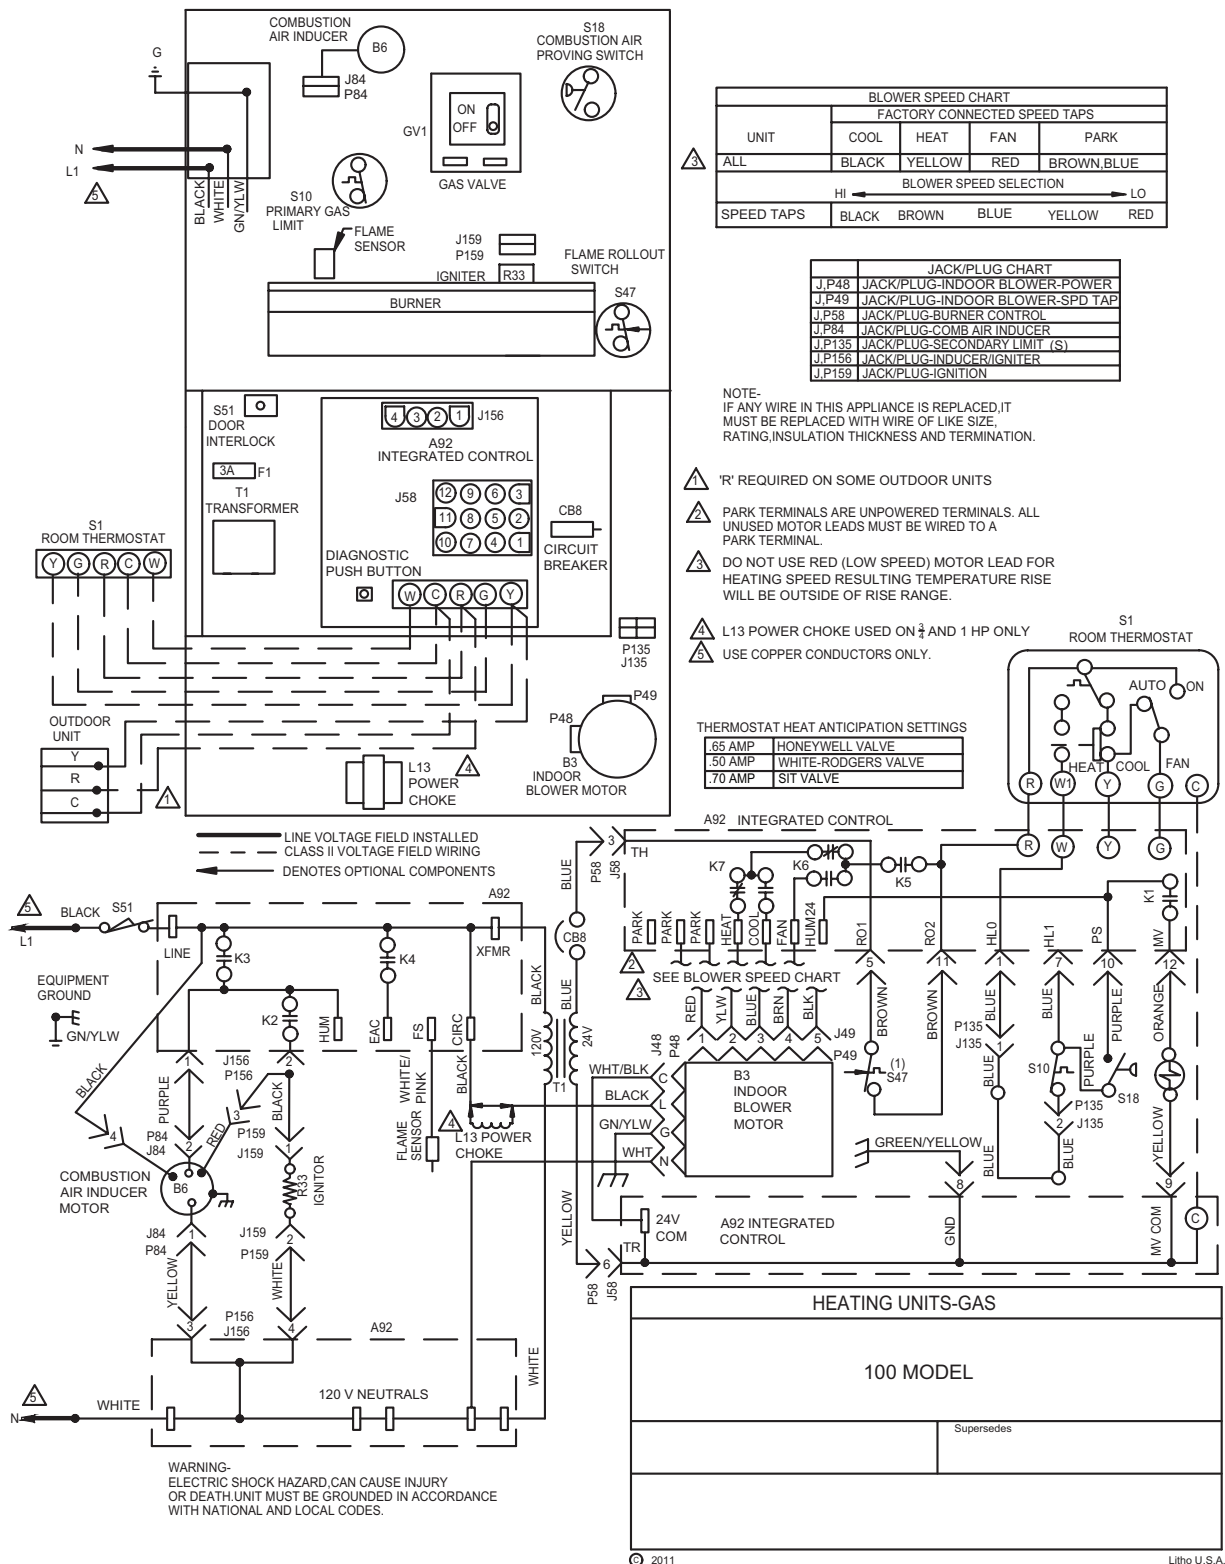 COMBUSTION
AIR INDUCER
B6
J84
P84
S18
COMBUSTION AIR
PROVING SWITCH
G
N
L1
5
BLACK
WHITE
GN/YLW
GV1
ON
OFF
GAS VALVE
S10
PRIMARY GAS
LIMIT
FLAME
SENSOR
J159
P159
IGNITER
R33
FLAME ROLLOUT
SWITCH
S47
BURNER
BLOWER SPEED CHART
FACTORY CONNECTED SPEED TAPS
UNIT COOL HEAT FAN PARK
3
ALL BLACK YELLOW RED BROWN,BLUE
BLOWER SPEED SELECTION
HI LO
SPEED TAPS BLACK BROWN BLUE YELLOW RED
JACK/PLUG CHART
J,P48 JACK/PLUG-INDOOR BLOWER-POWER
J,P49 JACK/PLUG-INDOOR BLOWER-SPD TAP
J,P58 JACK/PLUG-BURNER CONTROL
J,P84 JACK/PLUG-COMB AIR INDUCER
J,P135 JACK/PLUG-SECONDARY LIMIT (S)
J,P156 JACK/PLUG-INDUCER/IGNITER
J,P159 JACK/PLUG-IGNITION
NOTE-
IF ANY WIRE IN THIS APPLIANCE IS REPLACED,IT
MUST BE REPLACED WITH WIRE OF LIKE SIZE,
RATING,INSULATION THICKNESS AND TERMINATION.
1 'R' REQUIRED ON SOME OUTDOOR UNITS
2 PARK TERMINALS ARE UNPOWERED TERMINALS. ALL
UNUSED MOTOR LEADS MUST BE WIRED TO A
PARK TERMINAL.
3 DO NOT USE RED (LOW SPEED) MOTOR LEAD FOR
HEATING SPEED RESULTING TEMPERATURE RISE
WILL BE OUTSIDE OF RISE RANGE.
4 L13 POWER CHOKE USED ON ¾ AND 1 HP ONLY
5 USE COPPER CONDUCTORS ONLY.
S51
DOOR
INTERLOCK
3A F1
T1
TRANSFORMER
4 3 2 1 J156
A92
INTEGRATED CONTROL
J58
12 9 6 3
11 8 5 2
10 7 4 1
CB8
CIRCUIT
BREAKER
DIAGNOSTIC
PUSH BUTTON
W C R G Y
S1
ROOM THERMOSTAT
Y G R C W
P135
J135
P49
P48
B3
INDOOR
BLOWER MOTOR
OUTDOOR
UNIT
Y
R
C
1
L13
POWER
CHOKE
4
THERMOSTAT HEAT ANTICIPATION SETTINGS
.65 AMP HONEYWELL VALVE
.50 AMP WHITE-RODGERS VALVE
.70 AMP SIT VALVE
S1
ROOM THERMOSTAT
AUTO ON
HEAT COOL FAN
R W1 Y G C
LINE VOLTAGE FIELD INSTALLED
CLASS II VOLTAGE FIELD WIRING
DENOTES OPTIONAL COMPONENTS
5
L1
BLACK
S51
A92
LINE
K3
K4
XFMR
K2
HUM
EAC
FS
CIRC
EQUIPMENT
GROUND
GN/YLW
BLACK
1
J156
P156
2
PURPLE
RED
BLACK
3
4
P84
J84
2
P159
J159
1
WHITE/
PINK
BLACK
FLAME
SENSOR
4
L13 POWER
CHOKE
COMBUSTION
AIR INDUCER
MOTOR
B6
R33
IGNITOR
J84
P84
1
J159
P159
2
YELLOW
WHITE
3
P156
J156
4
A92
120 V NEUTRALS
5
N
WHITE
WHITE
BLACK
BLUE
BLUE
CB8
120V
24V
T1
YELLOW
P58
3
J58
P58
6
J58
A92 INTEGRATED CONTROL
TH
R W Y G
K7
K6
K5
K1
PARK
PARK
PARK
HEAT
COOL
FAN
HUM24
RO1
RO2
HL0
HL1
PS
MV
2
3
SEE BLOWER SPEED CHART
5 11 1 7 10 12
RED
YLW
BLUE
BRN
BLK
1 2 3 4 5
J49
P49
J48
P48
WHT/BLK
BLACK
GN/YLW
WHT
C
L
G
N
B3
INDOOR
BLOWER
MOTOR
BROWN
BROWN
BLUE
BLUE
PURPLE
ORANGE
(1)
S47
P135
J135
1
BLUE
S10
PURPLE
S18
P135
J135
2
BLUE
BLUE
YELLOW
GREEN/YELLOW
8
9
24V
COM
TR
A92 INTEGRATED
CONTROL
GND
MV COM
C
WARNING-
ELECTRIC SHOCK HAZARD,CAN CAUSE INJURY
OR DEATH.UNIT MUST BE GROUNDED IN ACCORDANCE
WITH NATIONAL AND LOCAL CODES.
HEATING UNITS-GAS
100 MODEL
Supersedes
© 2011
Litho U.S.A.